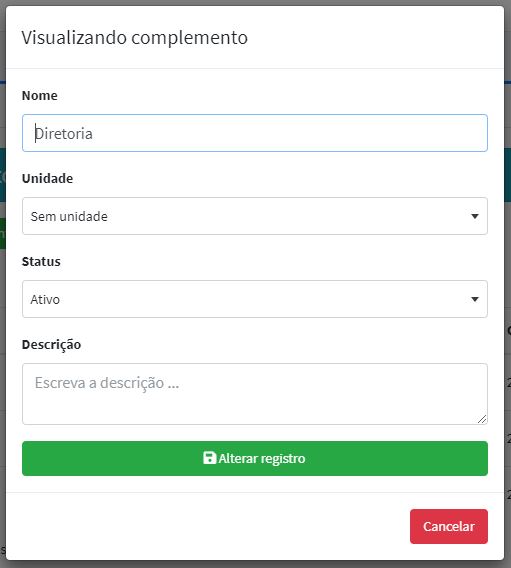 Visualizando complemento
Nome
Diretoria
Unidade
Sem unidade
Status
Ativo
Descrição
Escreva a descrição ...
Alterar registro
Cancelar